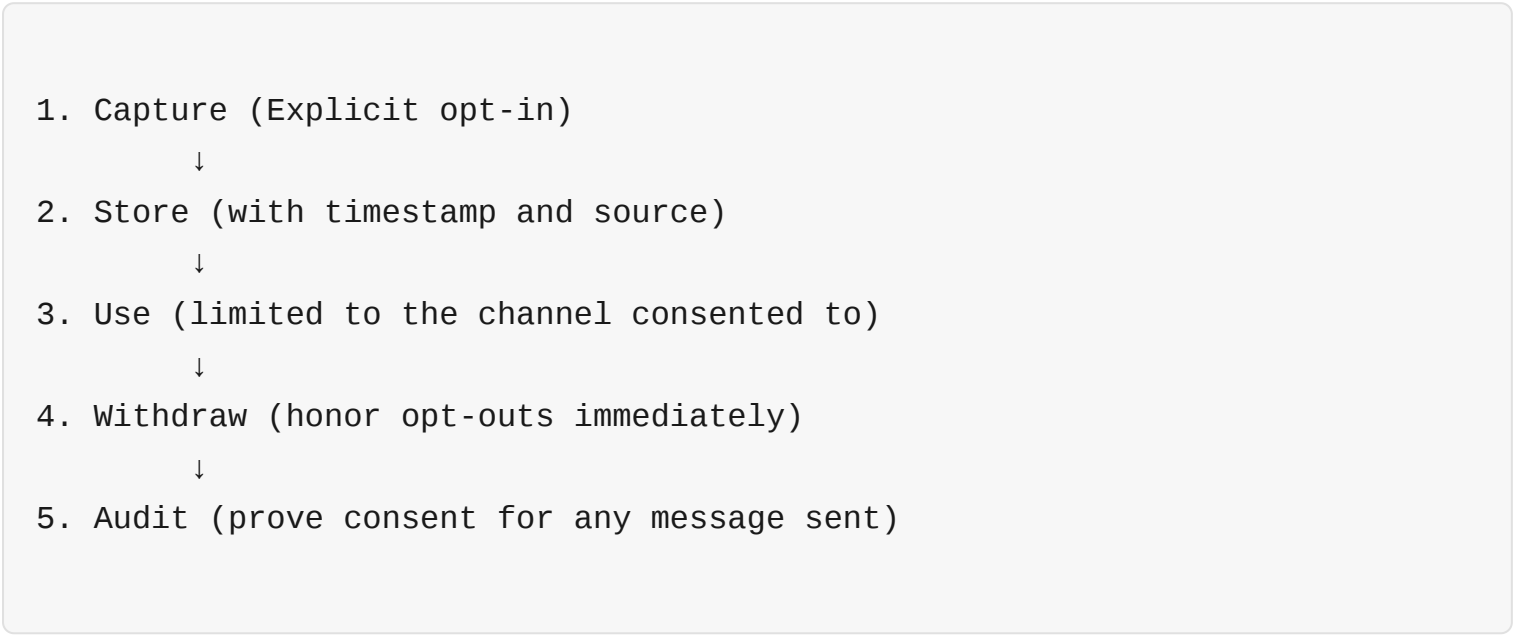 1. Capture (Explicit opt-in)
↓
2. Store (with timestamp and source)
↓
3. Use (limited to the channel consented to)
↓
4. Withdraw (honor opt-outs immediately)
↓
5. Audit (prove consent for any message sent)